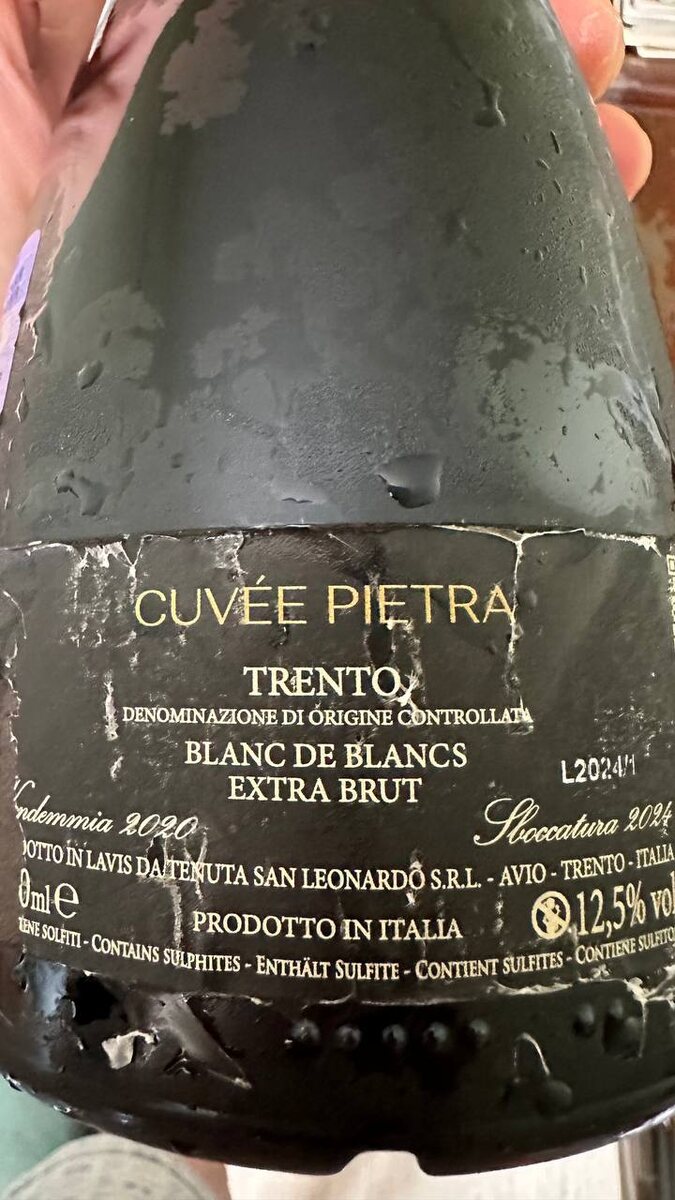 CUVÉE PIETRA
TRENTO
DENOMINAZIONE DI ORIGINE CONTROLLATA
BLANC DE BLANCS
EXTRA BRUT
L2024/1
Vendemmia 2020
Sboccatura 2024
DOTTO IN LAVIS DA TENUTA SAN LEONARDO S.R.L. - AVIO - TRENTO - ITALIA
0ml e
PRODOTTO IN ITALIA
12,5% vol
IENE SOLFITI - CONTAINS SULPHITES - ENTHÄLT SULFITE - CONTIENT SULFITES - CONTIENE SULFITO